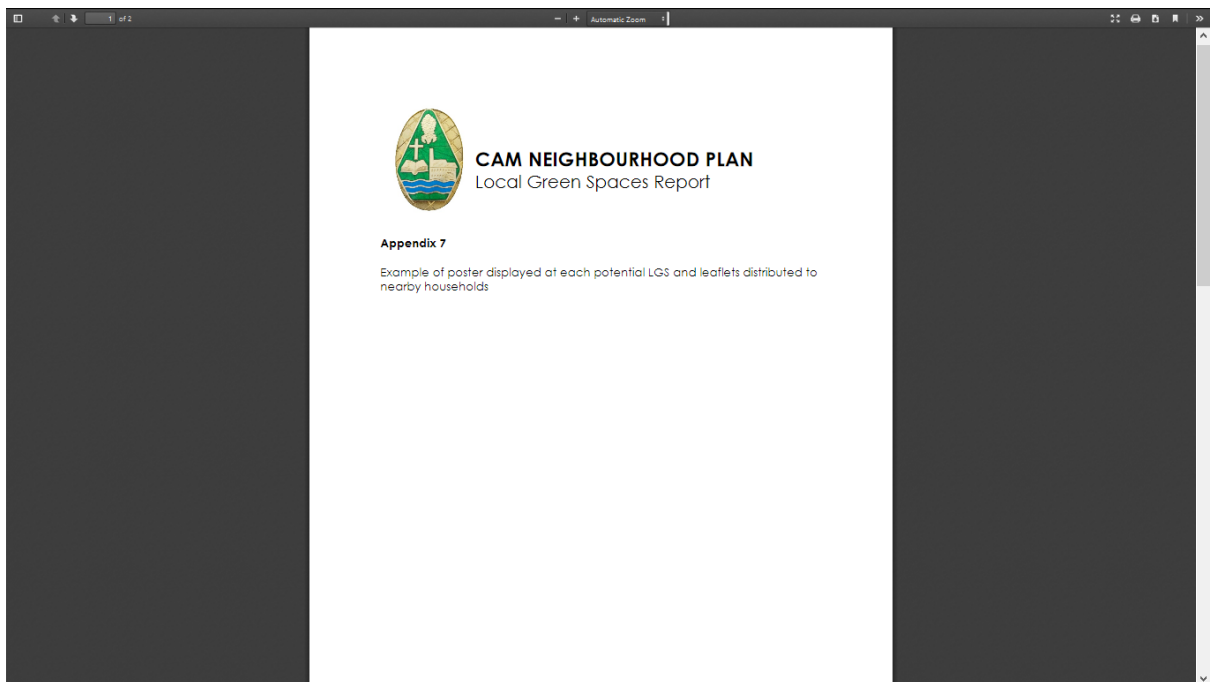 1 of 2
Automatic Zoom
CAM NEIGHBOURHOOD PLAN
Local Green Spaces Report
Appendix 7
Example of poster displayed at each potential LGS and leaflets distributed to
nearby households